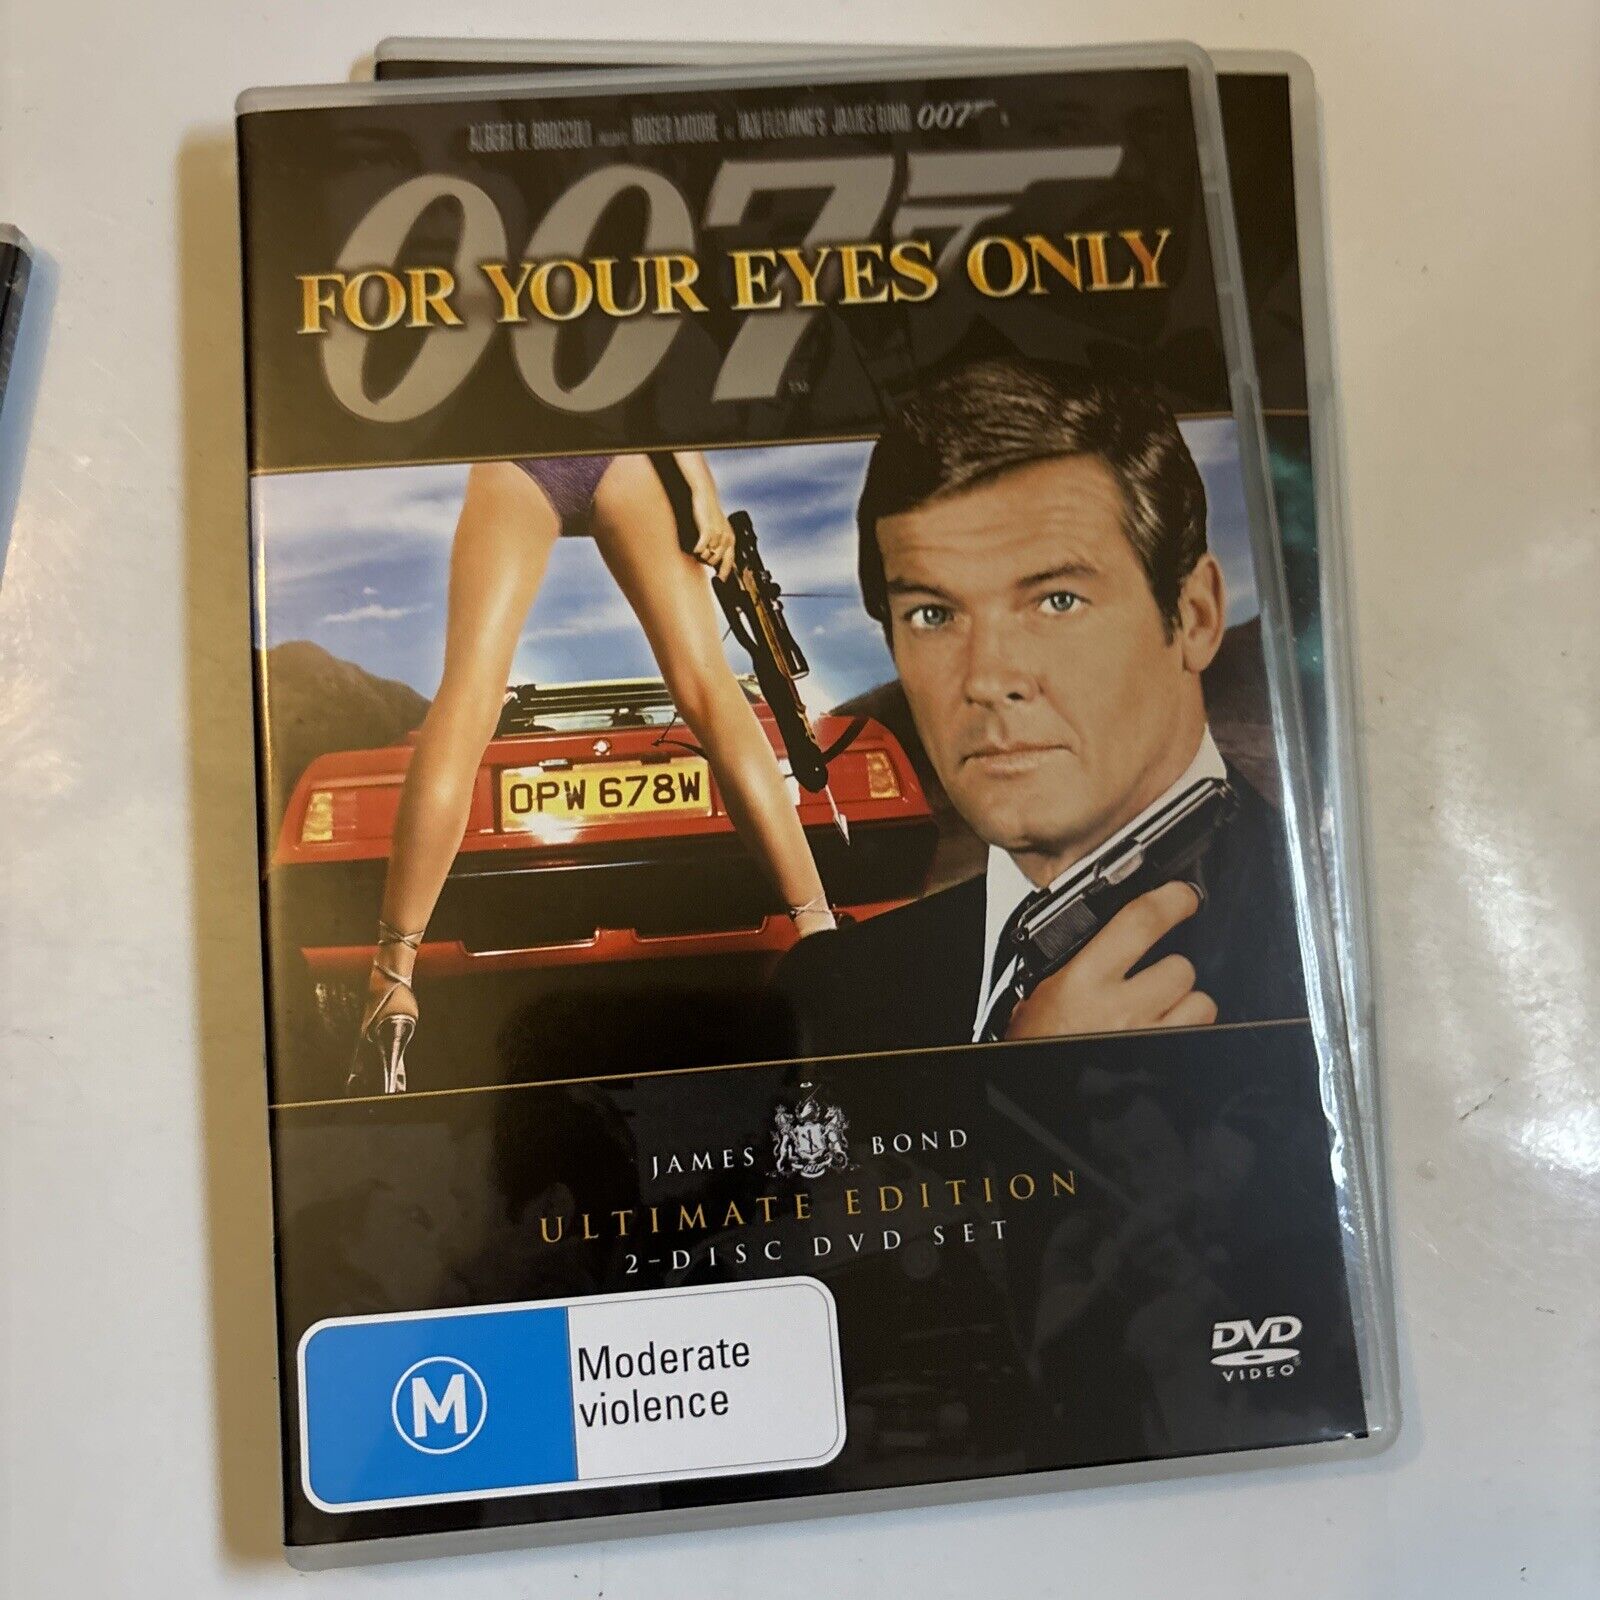 ALBERT R. BROCCOLI PRESENTS ROGER MOORE AS IAN FLEMING'S JAMES BOND 007
007
TM
FOR YOUR EYES ONLY
OPW 678W
JAMES BOND
ULTIMATE EDITION
2-DISC DVD SET
M
Moderate
violence
DVD
VIDEO